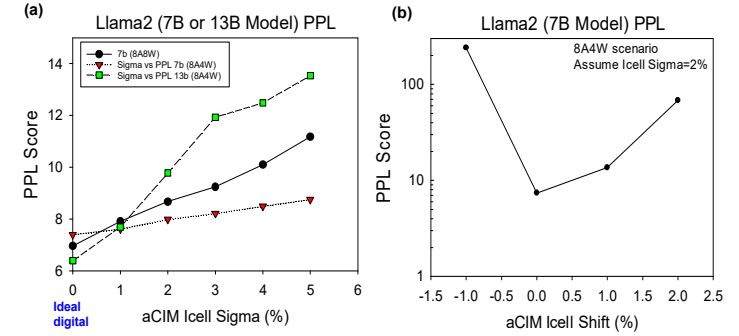 (a)
Llama2 (7B or 13B Model) PPL
PPL Score
14
12
10
8
6
7b (8A8W)
Sigma vs PPL 7b (8A4W)
Sigma vs PPL 13b (8A4W)
0 1 2 3 4 5 6
Ideal
digital
aCIM Icell Sigma (%)
(b)
Llama2 (7B Model) PPL
PPL Score
8A4W scenario
Assume Icell Sigma=2%
100
10
1
-1.5 -1.0 -0.5 0.0 0.5 1.0 1.5 2.0 2.5
aCIM Icell Shift (%)